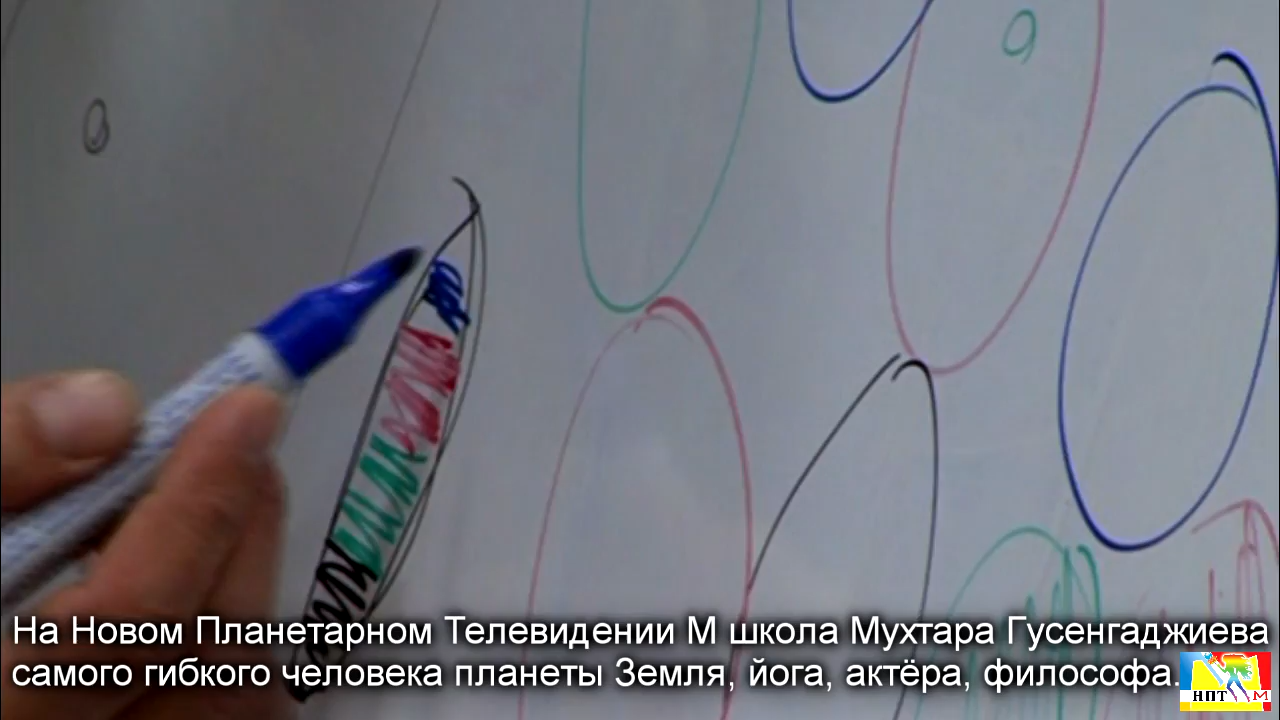 а
На Новом Планетарном Телевидении М школа Мухтара Гусенгаджиева
самого гибкого человека планеты Земля, йога, актёра, философа.
НПТ М